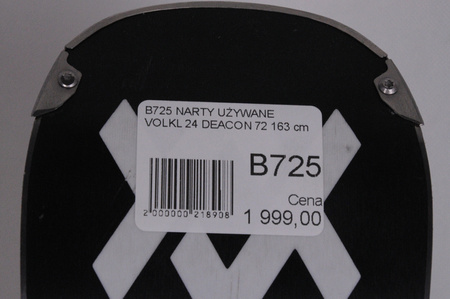 B725 NARTY UŻYWANE
VOLKL 24 DEACON 72 163 cm
B725
Cena
1 999,00
2 000000 218908